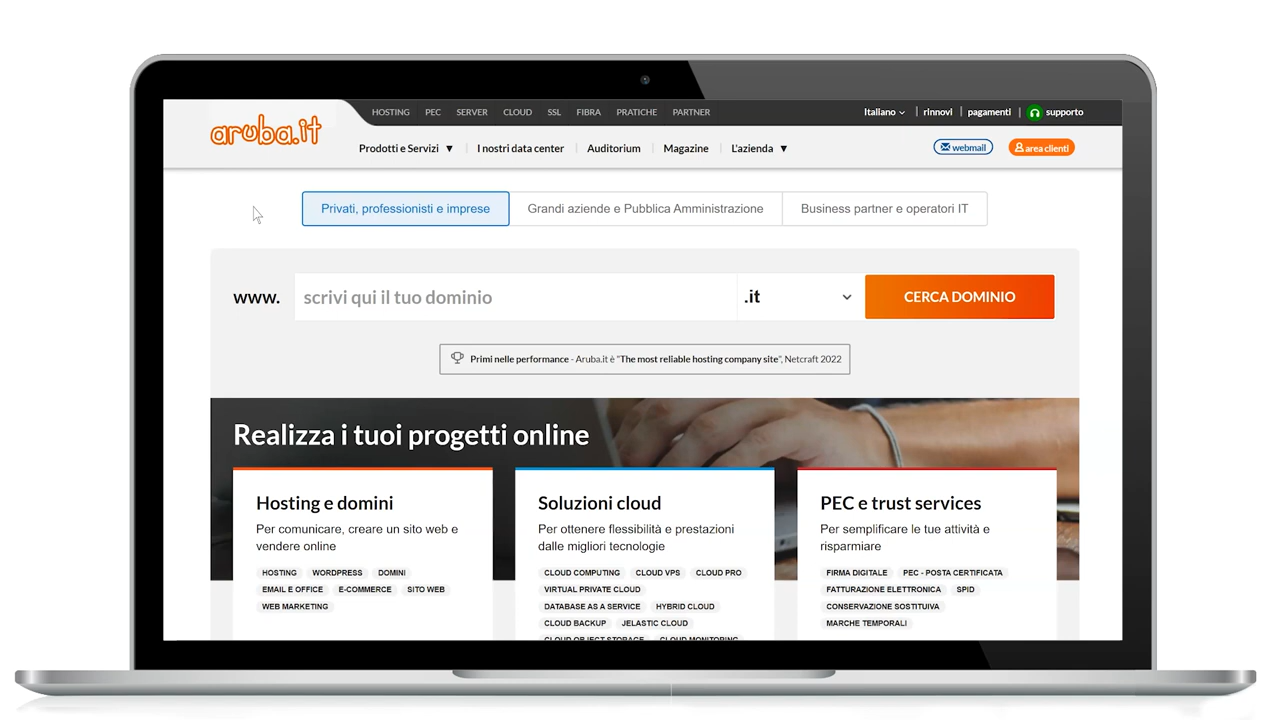 aruba.it
HOSTING PEC SERVER CLOUD SSL FIBRA PRATICHE PARTNER
Italiano rinnovi pagamenti supporto
Prodotti e Servizi I nostri data center Auditorium Magazine L'azienda
webmail area clienti
Privati, professionisti e imprese Grandi aziende e Pubblica Amministrazione Business partner e operatori IT
www. scrivi qui il tuo dominio .it CERCA DOMINIO
Primi nelle performance - Aruba.it è "The most reliable hosting company site", Netcraft 2022
Realizza i tuoi progetti online
Hosting e domini
Per comunicare, creare un sito web e
vendere online
HOSTING WORDPRESS DOMINI
EMAIL E OFFICE E-COMMERCE SITO WEB
WEB MARKETING
Soluzioni cloud
Per ottenere flessibilità e prestazioni
dalle migliori tecnologie
CLOUD COMPUTING CLOUD VPS CLOUD PRO
VIRTUAL PRIVATE CLOUD
DATABASE AS A SERVICE HYBRID CLOUD
CLOUD BACKUP JELASTIC CLOUD
CLOUD OBJECT STORAGE CLOUD MONITORING
PEC e trust services
Per semplificare le tue attività e
risparmiare
FIRMA DIGITALE PEC - POSTA CERTIFICATA
FATTURAZIONE ELETTRONICA SPID
CONSERVAZIONE SOSTITUIVA
MARCHE TEMPORALI